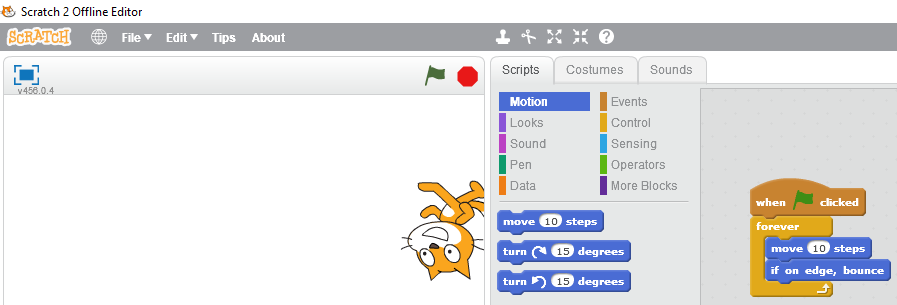 Scratch 2 Offline Editor
SCRATCH File Edit Tips About
v456.0.4
Scripts Costumes Sounds
Motion Events
Looks Control
Sound Sensing
Pen Operators
Data More Blocks
move 10 steps
turn 15 degrees
turn 15 degrees
when clicked
forever
move 10 steps
if on edge, bounce